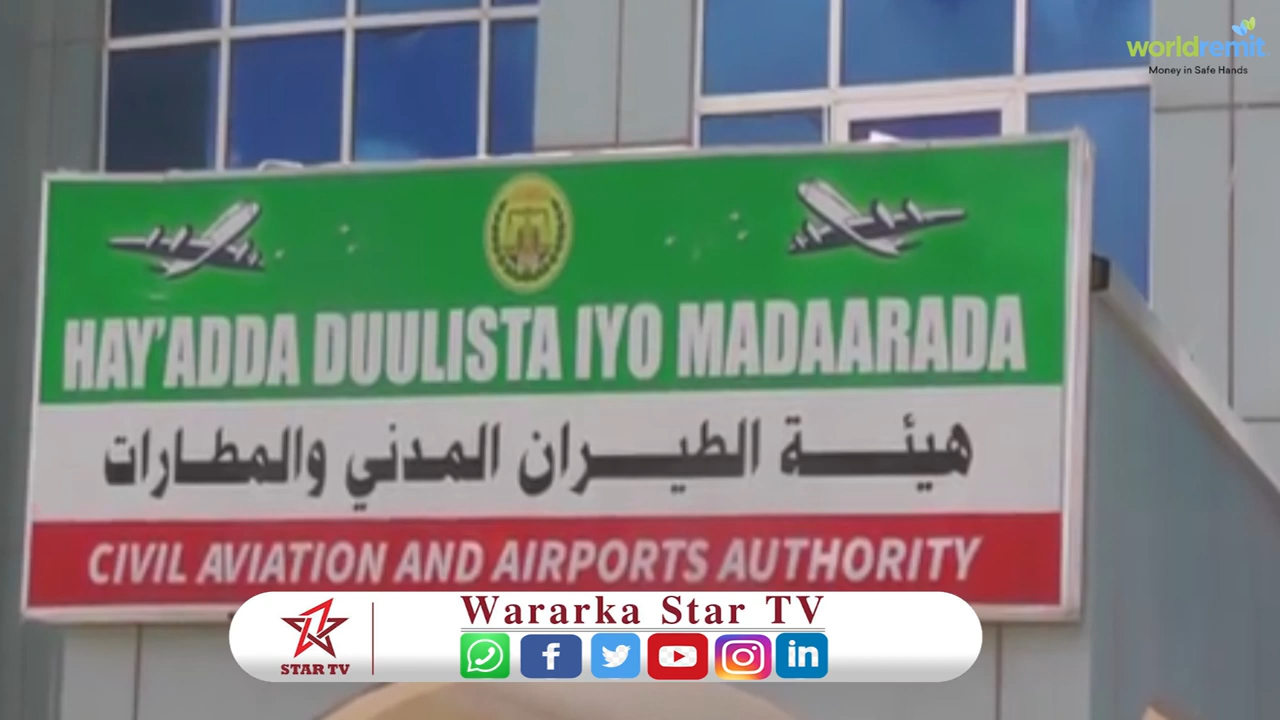 worldremit
Money in Safe Hands
HAY'ADDA DUULISTA IYO MADAARADA
هيئة الطيران المدني والمطارات
CIVIL AVIATION AND AIRPORTS AUTHORITY
STAR TV
Wararka Star TV